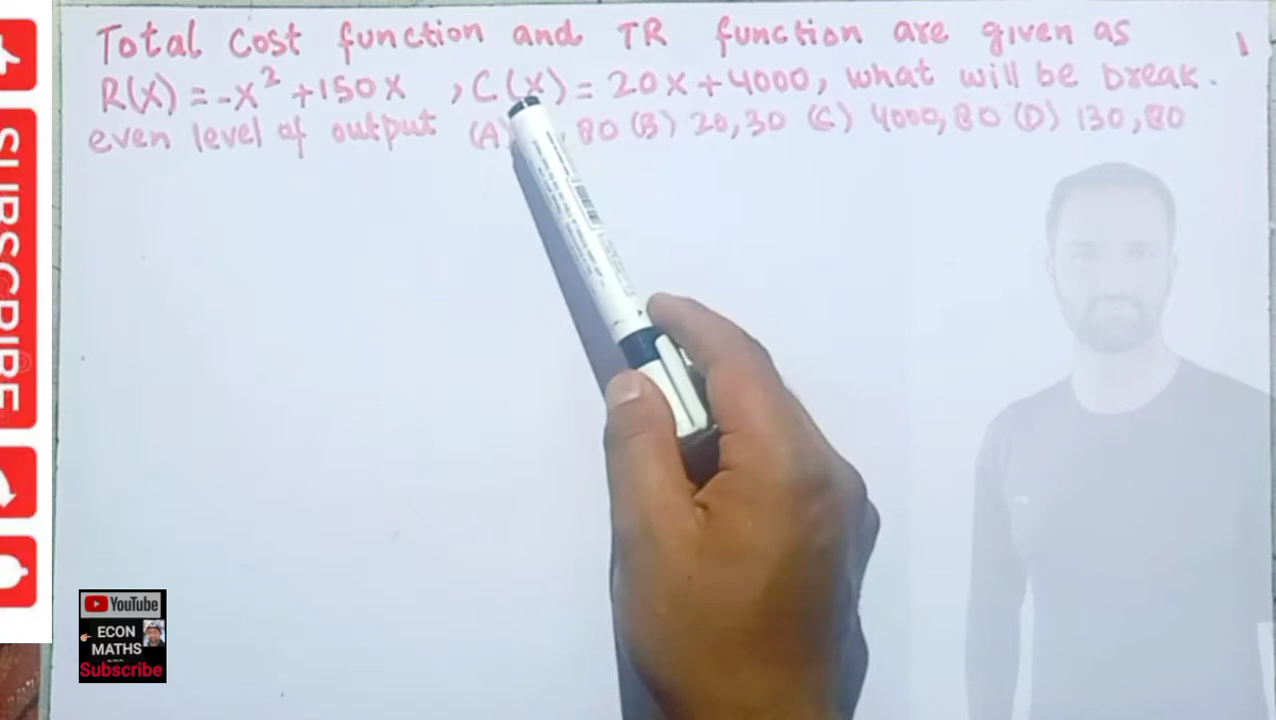 Total Cost function and TR function are given as
1
R(X) = -X² + 150X , C(X) = 20X + 4000, what will be break.
even level of output (A) , 80 (B) 20, 30 (C) 4000, 80 (D) 130, 80
SUBSCRIBE
YouTube
ECON
MATHS
Subscribe